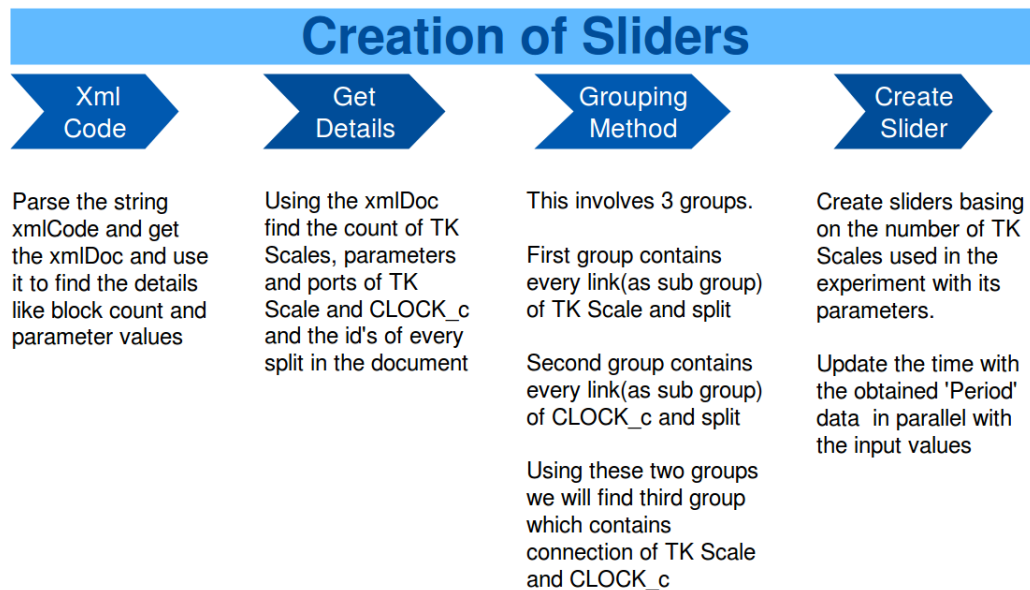 Creation of Sliders
Xml
Code
Get
Details
Grouping
Method
Create
Slider
Parse the string
xmlCode and get
the xmlDoc and use
it to find the details
like block count and
parameter values
Using the xmlDoc
find the count of TK
Scales, parameters
and ports of TK
Scale and CLOCK_c
and the id's of every
split in the document
This involves 3 groups.
First group contains
every link(as sub group)
of TK Scale and split
Second group contains
every link(as sub group)
of CLOCK_c and split
Using these two groups
we will find third group
which contains
connection of TK Scale
and CLOCK_c
Create sliders basing
on the number of TK
Scales used in the
experiment with its
parameters.
Update the time with
the obtained 'Period'
data in parallel with
the input values